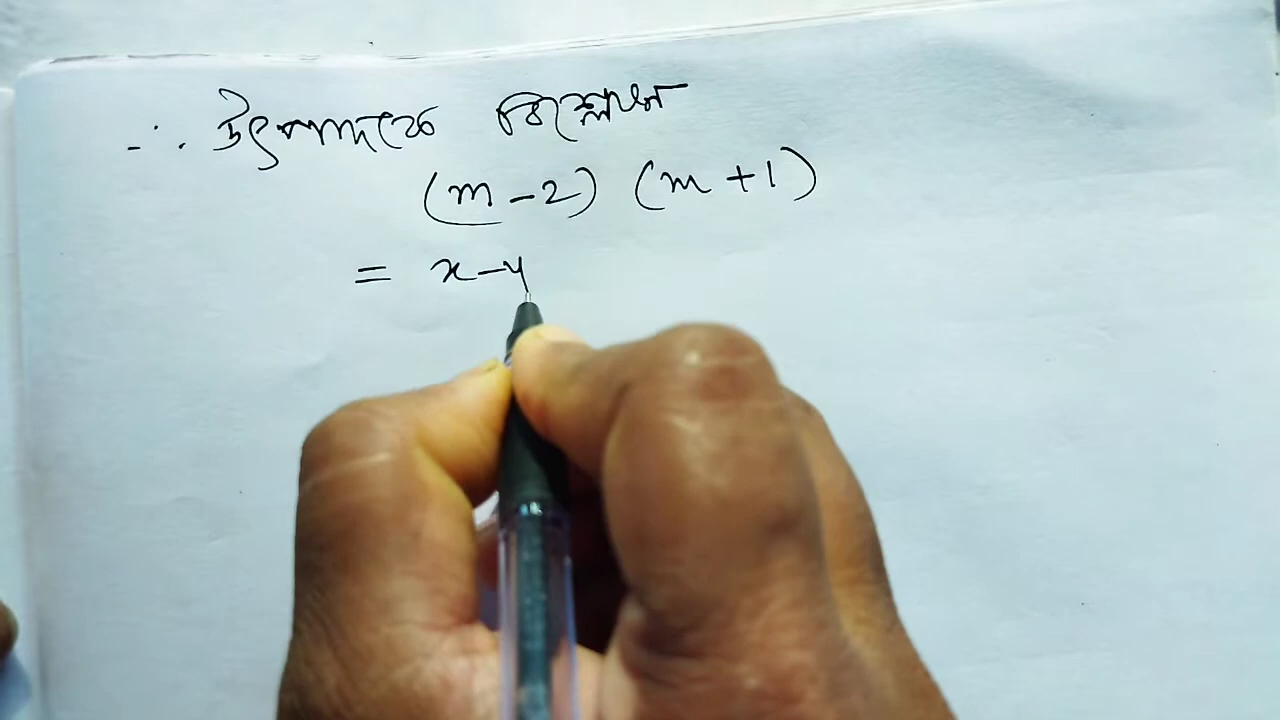 ∴ উৎপাদকে বিশ্লেষণ
(m-2) (m+1)
= x-y